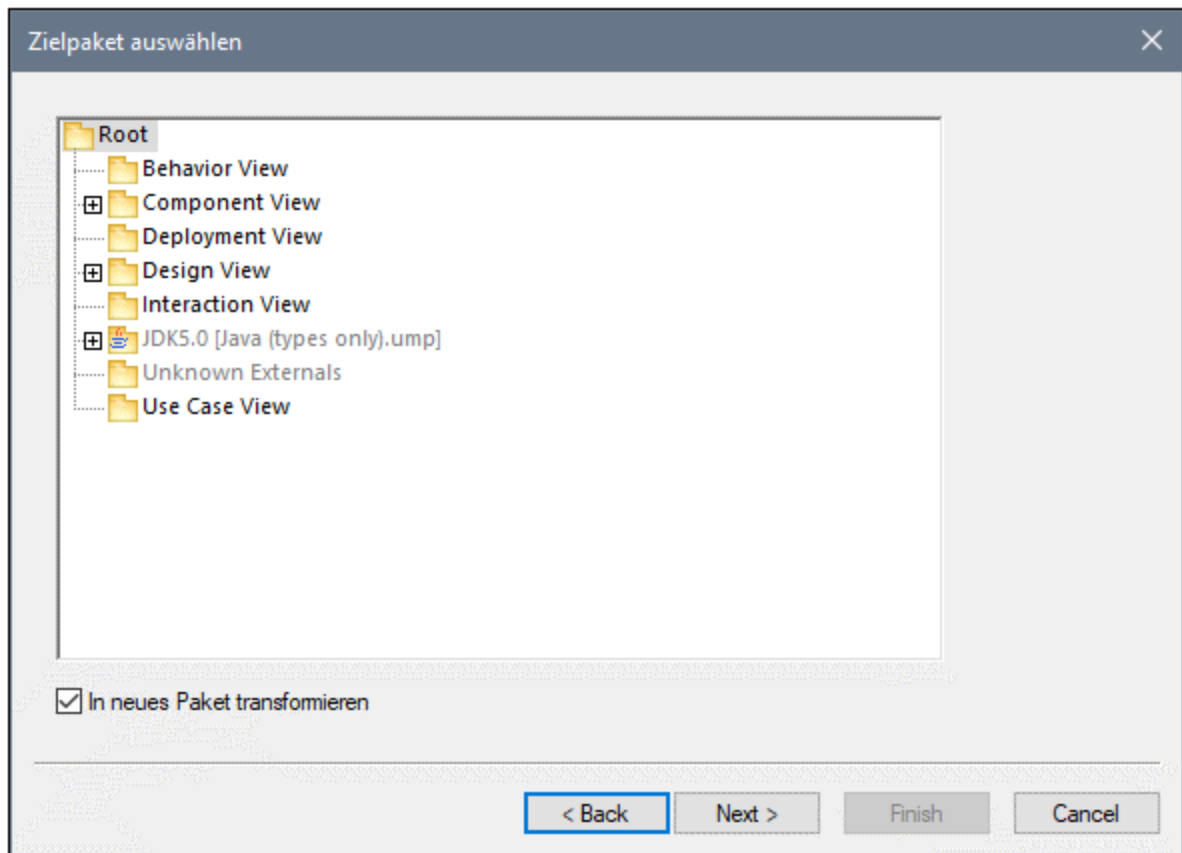 Zielpaket auswählen
Root
Behavior View
Component View
Deployment View
Design View
Interaction View
JDK5.0 [Java (types only).ump]
Unknown Externals
Use Case View
In neues Paket transformieren
< Back Next > Finish Cancel